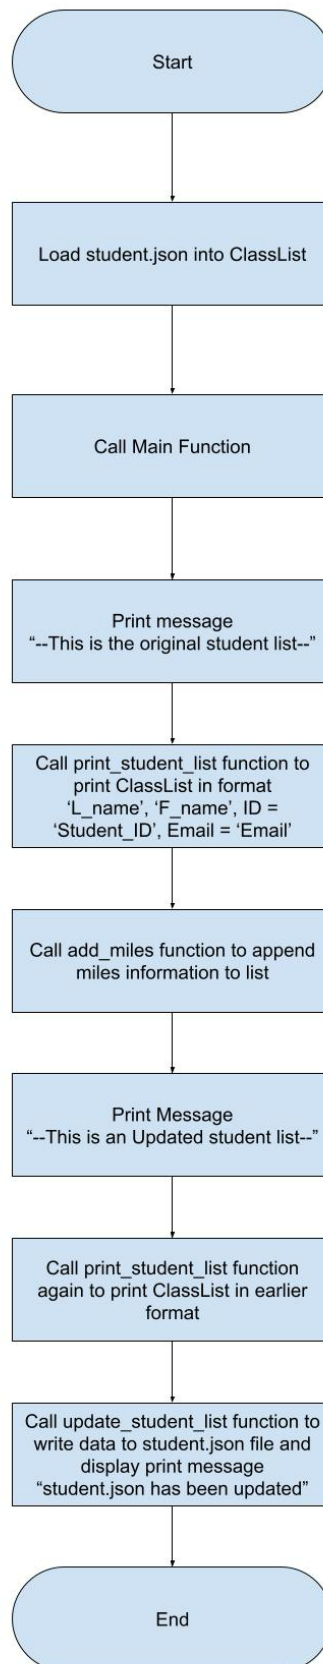 Start
Load student.json into ClassList
Call Main Function
Print message
“--This is the original student list--”
Call print_student_list function to
print ClassList in format
‘L_name’, ‘F_name’, ID =
‘Student_ID’, Email = ‘Email’
Call add_miles function to append
miles information to list
Print Message
“--This is an Updated student list--”
Call print_student_list function
again to print ClassList in earlier
format
Call update_student_list function to
write data to student.json file and
display print message
“student.json has been updated”
End